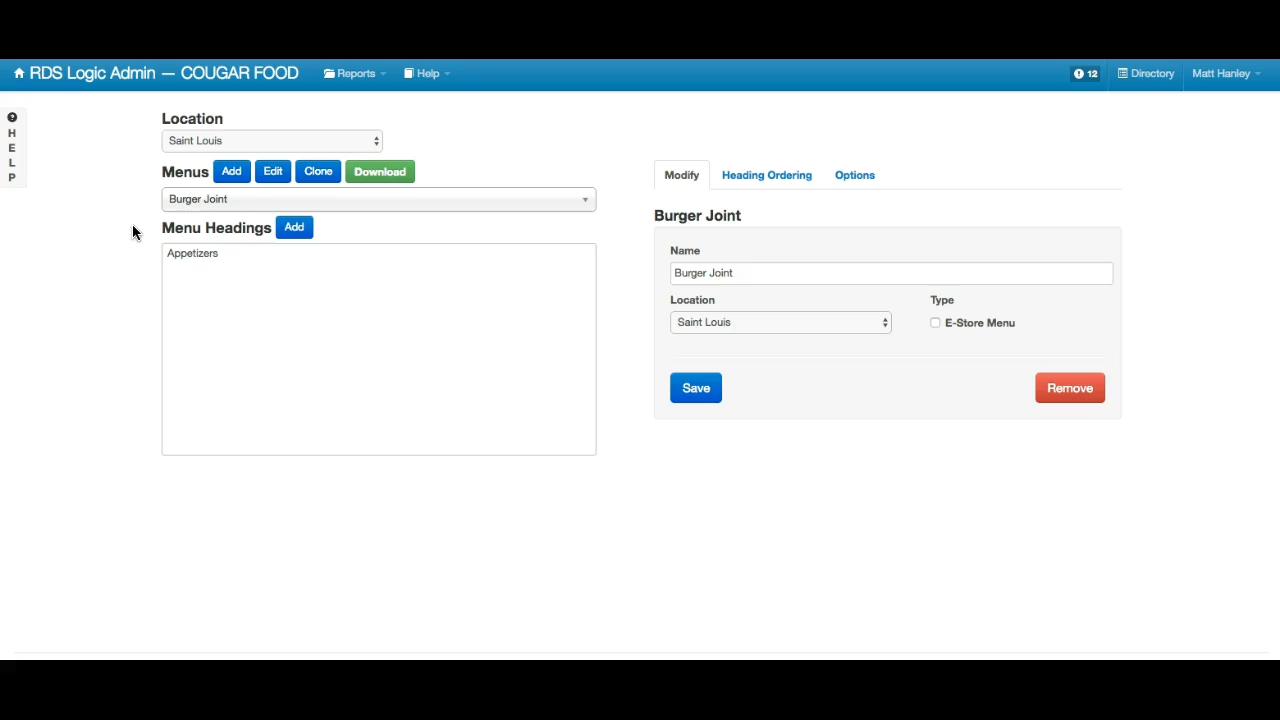 RDS Logic Admin — COUGAR FOOD Reports Help 12 Directory Matt Hanley
H
E
L
P
Location
Saint Louis
Menus Add Edit Clone Download
Burger Joint
Menu Headings Add
Appetizers
Modify Heading Ordering Options
Burger Joint
Name
Burger Joint
Location Type
Saint Louis E-Store Menu
Save Remove